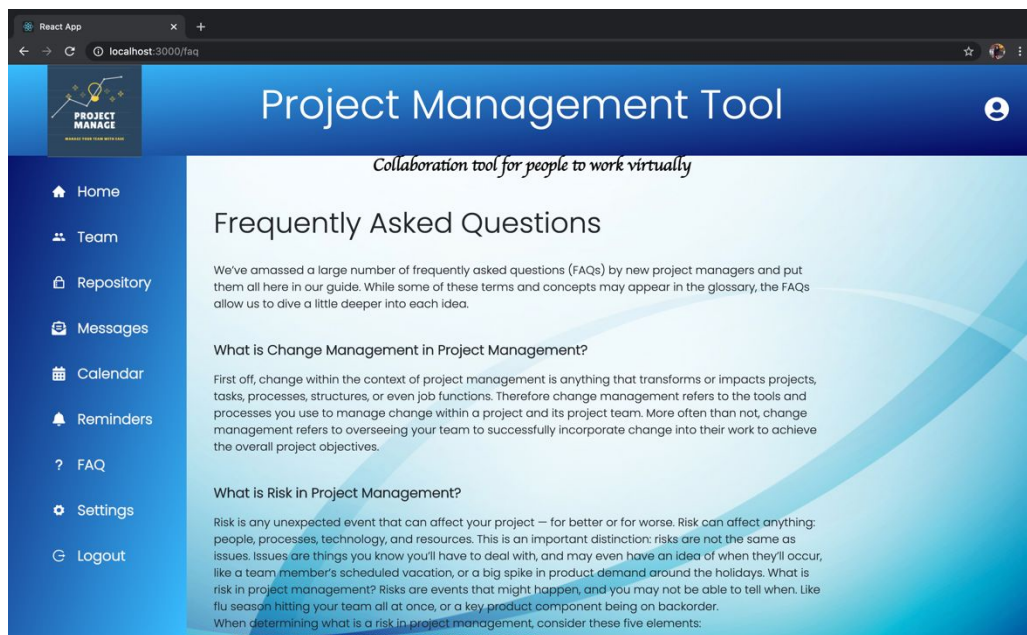 React App
localhost:3000/faq
PROJECT
MANAGE
MANAGE YOUR TEAM WITH EASE
Project Management Tool
Collaboration tool for people to work virtually
Home
Team
Repository
Messages
Calendar
Reminders
? FAQ
Settings
Logout
Frequently Asked Questions
We've amassed a large number of frequently asked questions (FAQs) by new project managers and put
them all here in our guide. While some of these terms and concepts may appear in the glossary, the FAQs
allow us to dive a little deeper into each idea.
What is Change Management in Project Management?
First off, change within the context of project management is anything that transforms or impacts projects,
tasks, processes, structures, or even job functions. Therefore change management refers to the tools and
processes you use to manage change within a project and its project team. More often than not, change
management refers to overseeing your team to successfully incorporate change into their work to achieve
the overall project objectives.
What is Risk in Project Management?
Risk is any unexpected event that can affect your project — for better or for worse. Risk can affect anything:
people, processes, technology, and resources. This is an important distinction: risks are not the same as
issues. Issues are things you know you'll have to deal with, and may even have an idea of when they'll occur,
like a team member's scheduled vacation, or a big spike in product demand around the holidays. What is
risk in project management? Risks are events that might happen, and you may not be able to tell when. Like
flu season hitting your team all at once, or a key product component being on backorder.
When determining what is a risk in project management, consider these five elements: